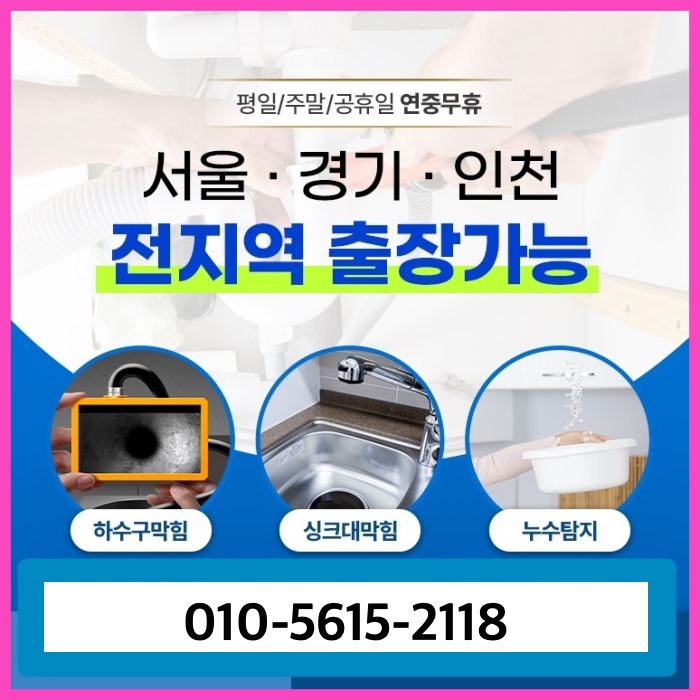 평일/주말/공휴일 연중무휴
서울 · 경기 · 인천
전지역 출장가능
하수구막힘
싱크대막힘
누수탐지
010-5615-2118